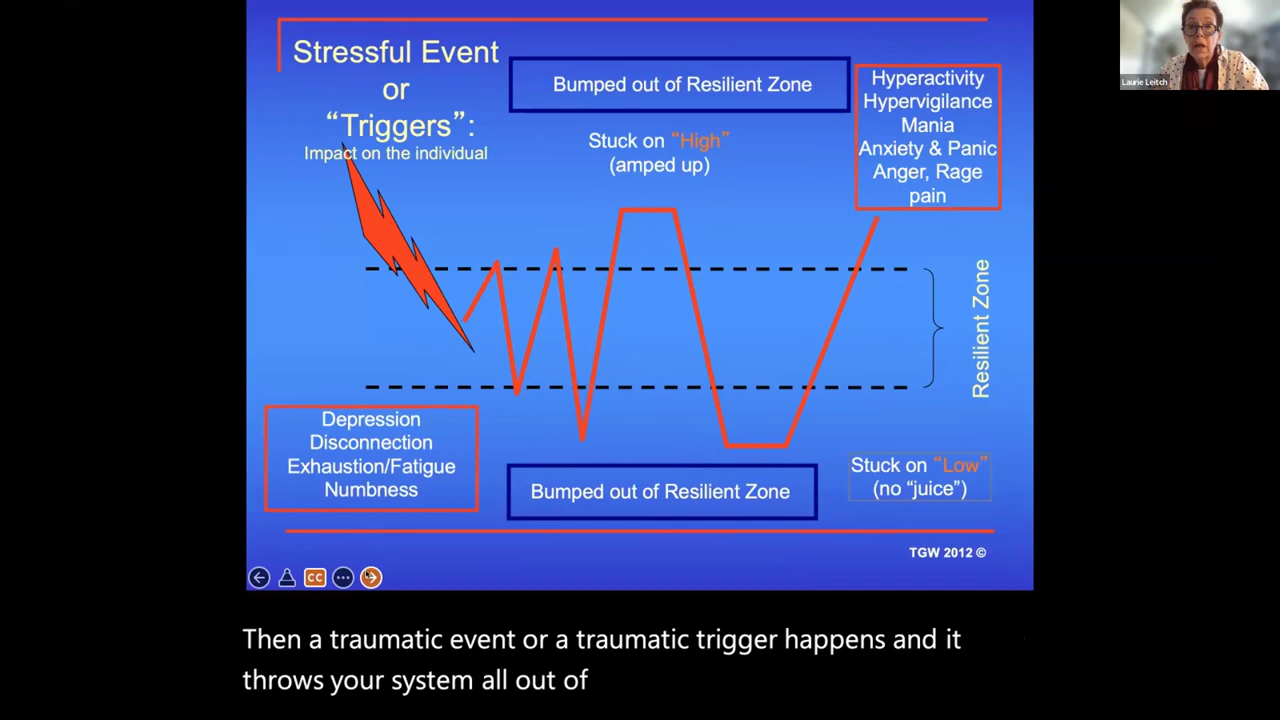 Stressful Event
or
“Triggers”:
Impact on the individual
Bumped out of Resilient Zone
Stuck on “High”
(amped up)
Hyperactivity
Hypervigilance
Mania
Anxiety & Panic
Anger, Rage
pain
Laurie Leitch
Resilient Zone
Depression
Disconnection
Exhaustion/Fatigue
Numbness
Bumped out of Resilient Zone
Stuck on “Low”
(no “juice”)
TGW 2012 ©
CC
Then a traumatic event or a traumatic trigger happens and it
throws your system all out of